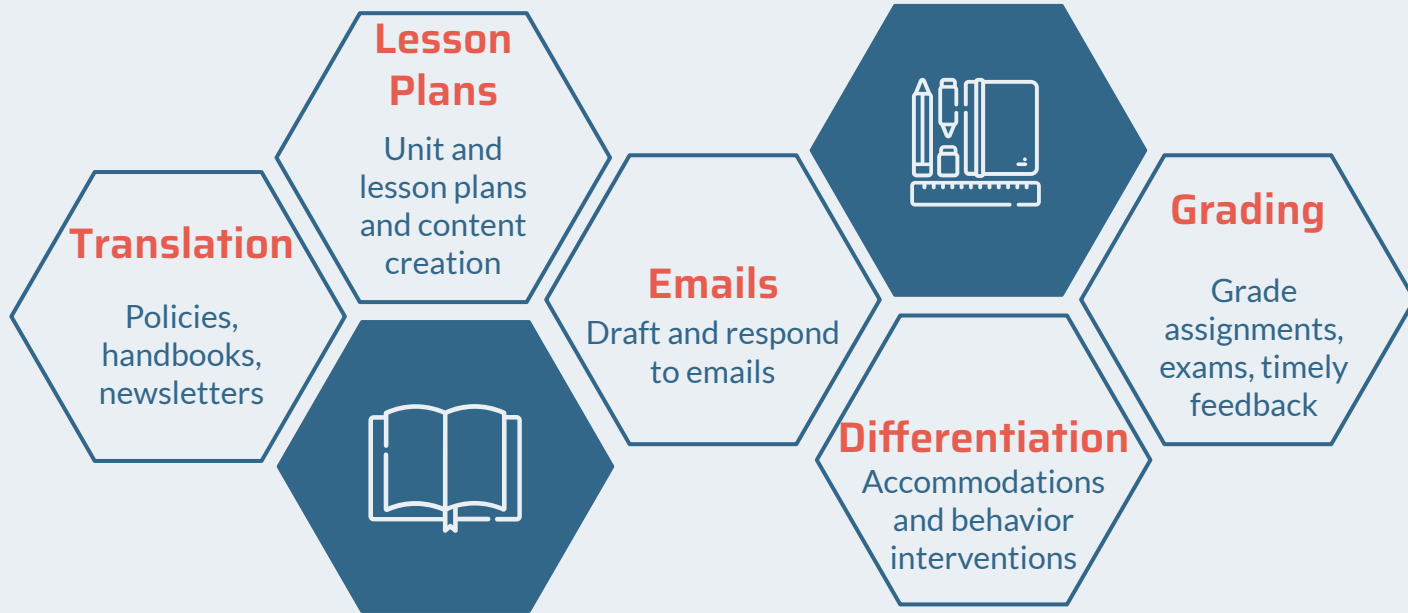 Translation
Policies,
handbooks,
newsletters
Lesson
Plans
Unit and
lesson plans
and content
creation
Emails
Draft and respond
to emails
Differentiation
Accommodations
and behavior
interventions
Grading
Grade
assignments,
exams, timely
feedback